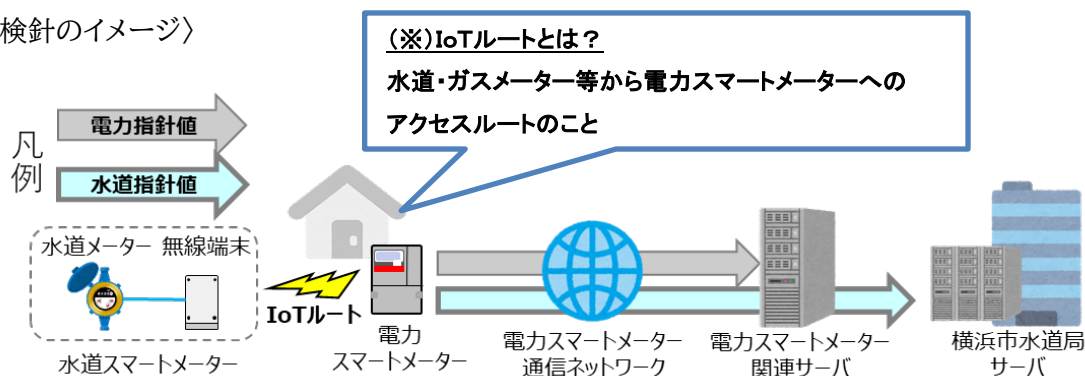 検針のイメージ〉
(※)IoTルートとは？
水道・ガスメーター等から電力スマートメーターへの
アクセスルートのこと
凡例
電力指針値
水道指針値
水道メーター 無線端末
IoTルート
水道スマートメーター
電力
スマートメーター
電力スマートメーター
通信ネットワーク
電力スマートメーター
関連サーバ
横浜市水道局
サーバ